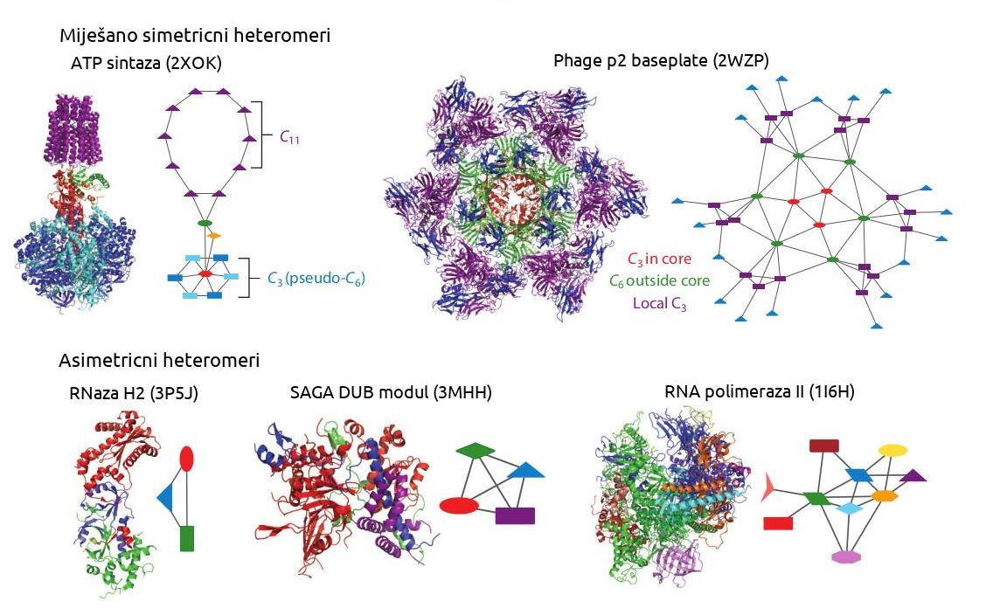 Miješano simetricni heteromeri
ATP sintaza (2XOK)
Phage p2 baseplate (2WZP)
C11
C3 (pseudo-C6)
C3 in core
C6 outside core
Local C3
Asimetricni heteromeri
RNaza H2 (3P5J)
SAGA DUB modul (3MHH)
RNA polimeraza II (1I6H)